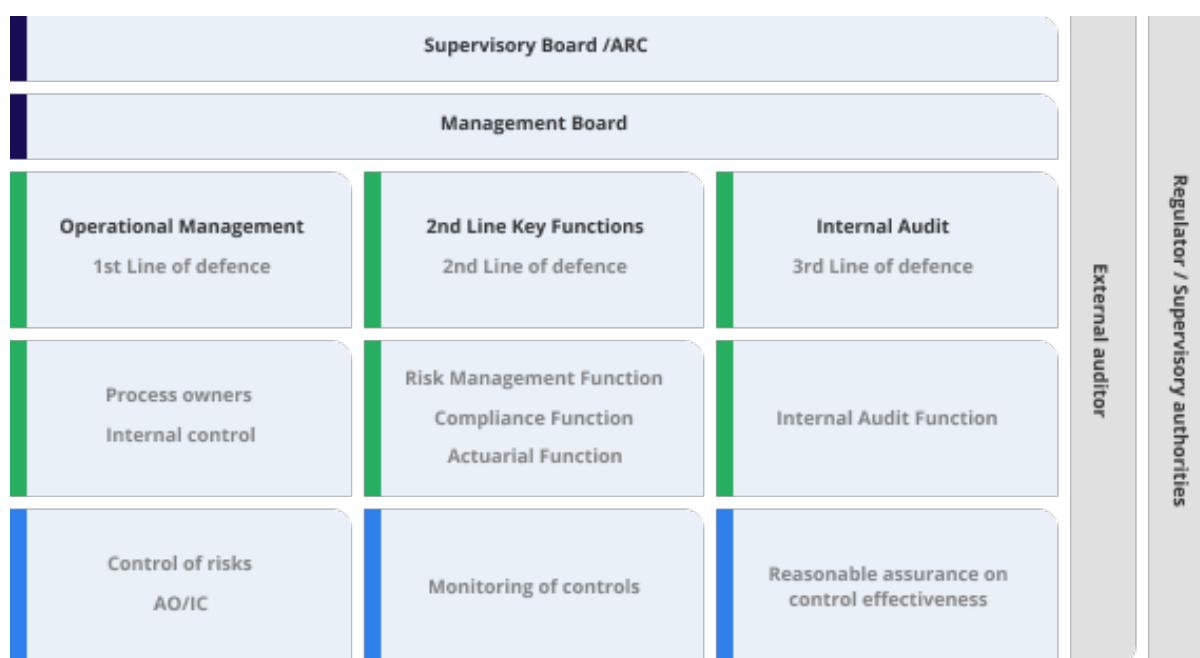 Supervisory Board /ARC
Management Board
Operational Management
1st Line of defence
2nd Line Key Functions
2nd Line of defence
Internal Audit
3rd Line of defence
Process owners
Internal control
Risk Management Function
Compliance Function
Actuarial Function
Internal Audit Function
Control of risks
AO/IC
Monitoring of controls
Reasonable assurance on
control effectiveness
External auditor
Regulator / Supervisory authorities